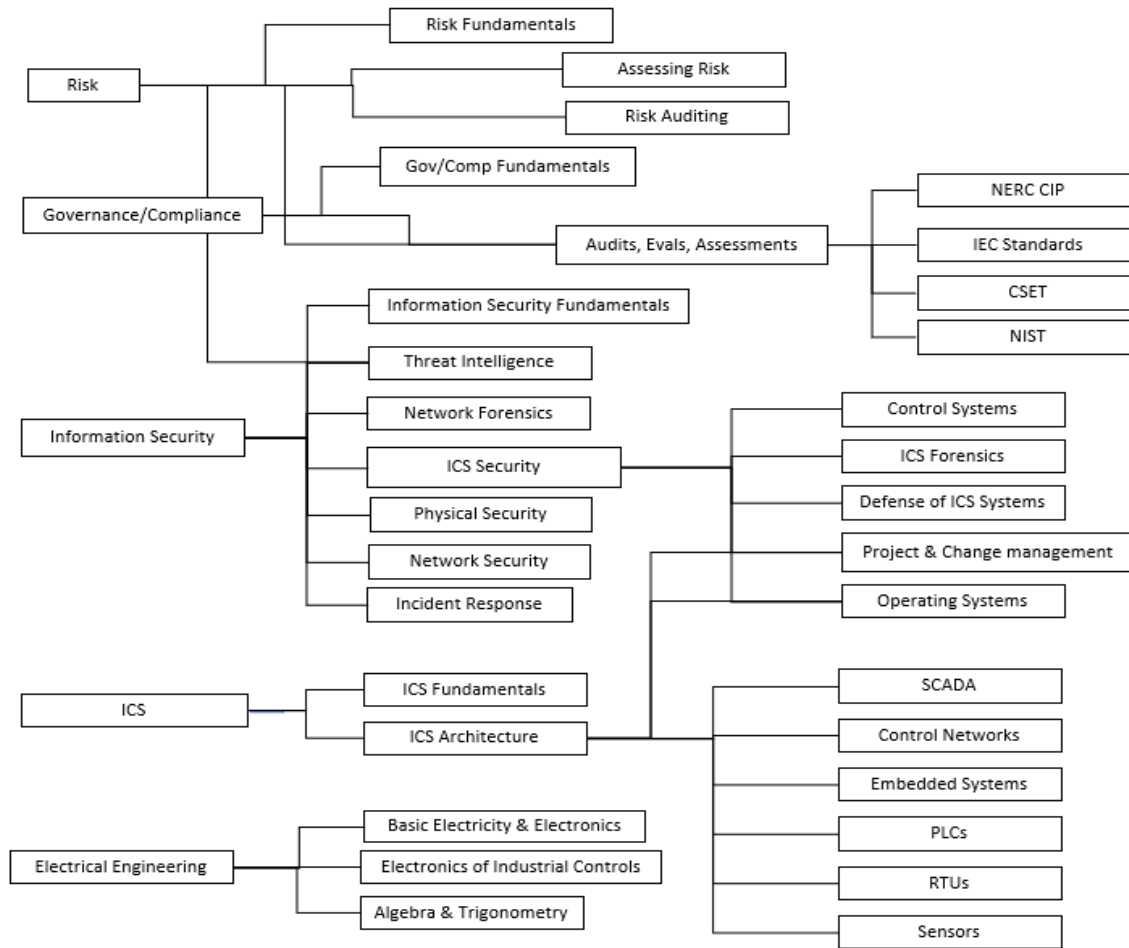 Risk Fundamentals
Assessing Risk
Risk
Risk Auditing
Gov/Comp Fundamentals
NERC CIP
Governance/Compliance
Audits, Evals, Assessments
IEC Standards
CSET
Information Security Fundamentals
NIST
Threat Intelligence
Network Forensics
Control Systems
Information Security
ICS Security
ICS Forensics
Defense of ICS Systems
Physical Security
Project & Change management
Network Security
Operating Systems
Incident Response
ICS Fundamentals
SCADA
ICS
ICS Architecture
Control Networks
Embedded Systems
Basic Electricity & Electronics
PLCs
Electrical Engineering
Electronics of Industrial Controls
RTUs
Algebra & Trigonometry
Sensors